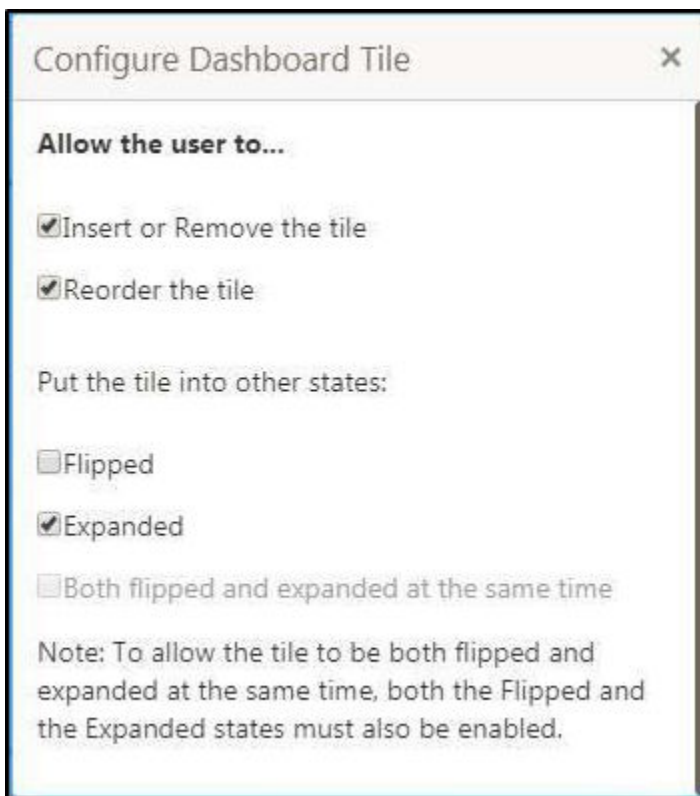 Configure Dashboard Tile
Allow the user to...
Insert or Remove the tile
Reorder the tile
Put the tile into other states:
Flipped
Expanded
Both flipped and expanded at the same time
Note: To allow the tile to be both flipped and
expanded at the same time, both the Flipped and
the Expanded states must also be enabled.